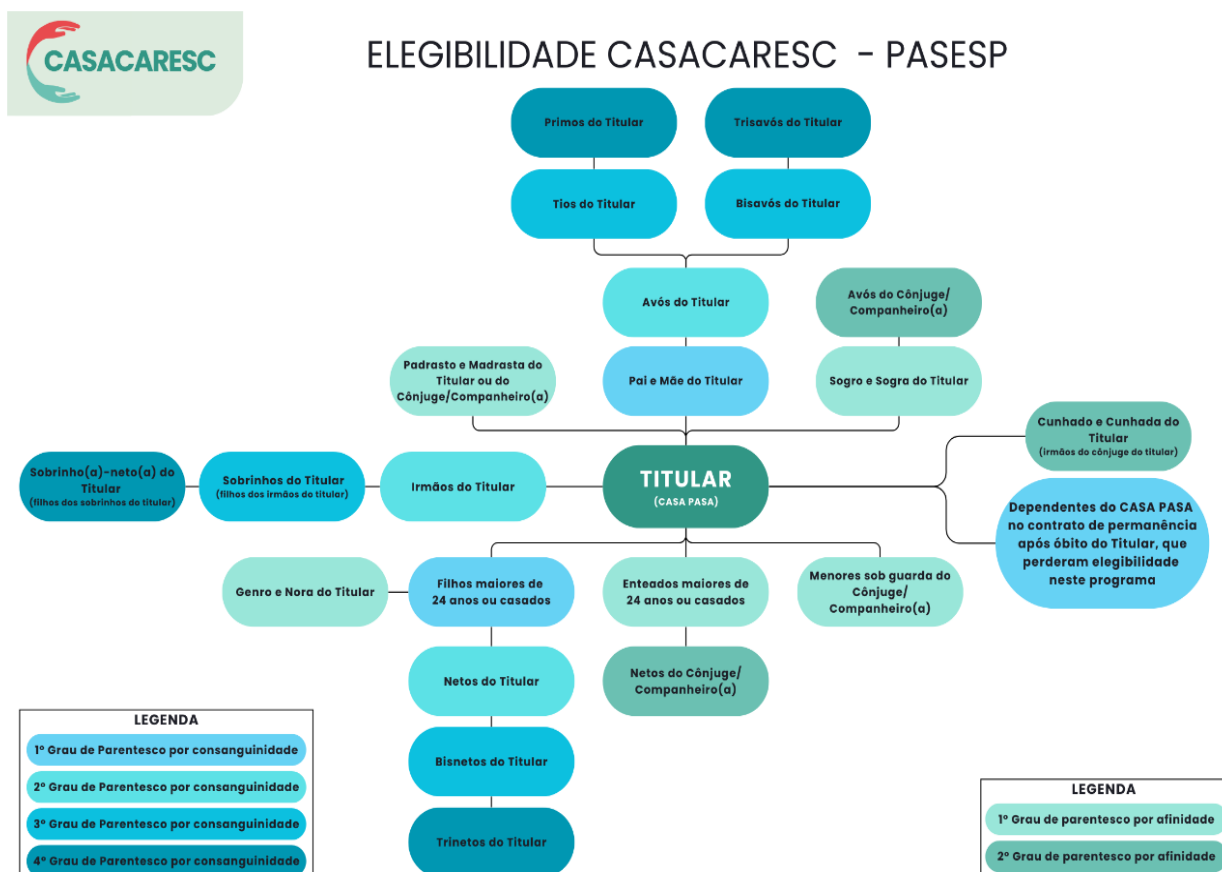 CASACARESC
ELEGIBILIDADE CASACARESC - PASESP
Primos do Titular
Trisavós do Titular
Tios do Titular
Bisavós do Titular
Avós do Titular
Avós do Cônjuge/
Companheiro(a)
Padrasto e Madrasta do
Titular ou do
Cônjuge/Companheiro(a)
Pai e Mãe do Titular
Sogro e Sogra do Titular
Cunhado e Cunhada do
Titular
(irmãos do cônjuge do titular)
Sobrinho(a)-neto(a) do
Titular
(filhos dos sobrinhos do titular)
Sobrinhos do Titular
(filhos dos irmãos do titular)
Irmãos do Titular
TITULAR
(CASA PASA)
Dependentes do CASA PASA
no contrato de permanência
após óbito do Titular, que
perderam elegibilidade
neste programa
Genro e Nora do Titular
Filhos maiores de
24 anos ou casados
Enteados maiores de
24 anos ou casados
Menores sob guarda do
Cônjuge/
Companheiro(a)
Netos do Titular
Netos do Cônjuge/
Companheiro(a)
Bisnetos do Titular
Trinetos do Titular
LEGENDA
1º Grau de Parentesco por consanguinidade
2º Grau de Parentesco por consanguinidade
3º Grau de Parentesco por consanguinidade
4º Grau de Parentesco por consanguinidade
LEGENDA
1º Grau de parentesco por afinidade
2º Grau de parentesco por afinidade